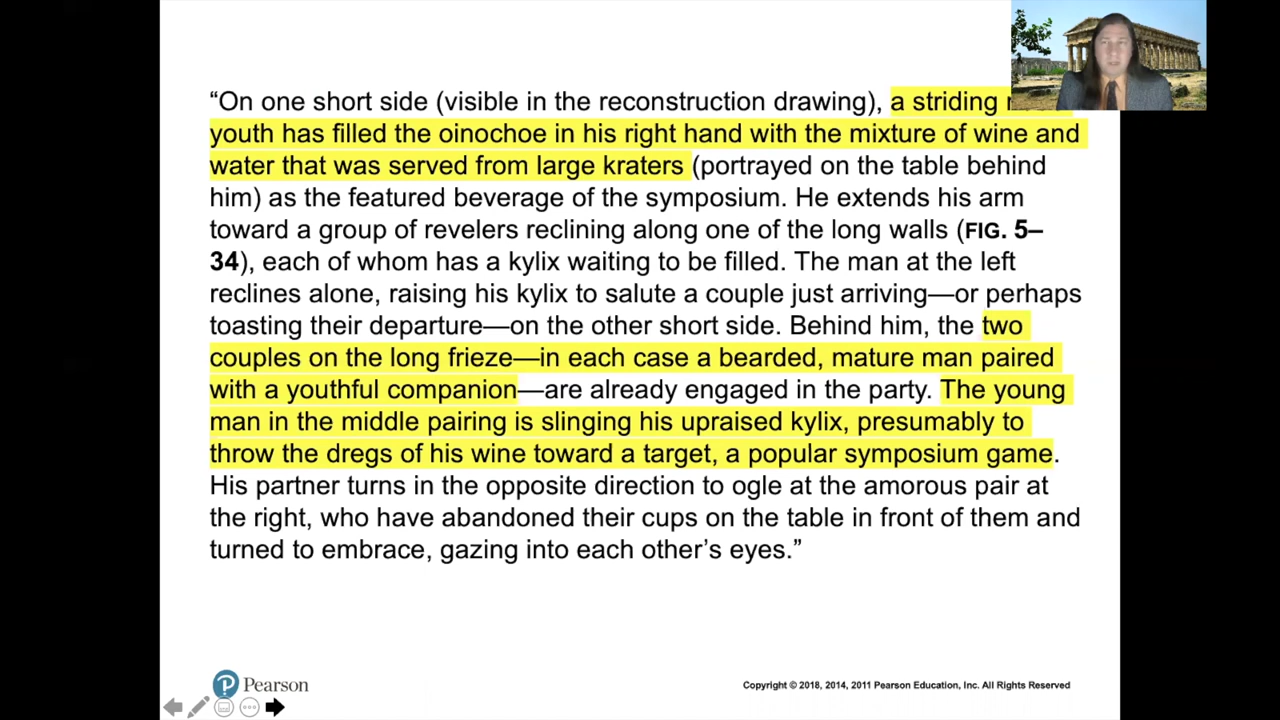 “On one short side (visible in the reconstruction drawing), a striding
youth has filled the oinochoe in his right hand with the mixture of wine and
water that was served from large kraters (portrayed on the table behind
him) as the featured beverage of the symposium. He extends his arm
toward a group of revelers reclining along one of the long walls (FIG. 5–
34), each of whom has a kylix waiting to be filled. The man at the left
reclines alone, raising his kylix to salute a couple just arriving—or perhaps
toasting their departure—on the other short side. Behind him, the two
couples on the long frieze—in each case a bearded, mature man paired
with a youthful companion—are already engaged in the party. The young
man in the middle pairing is slinging his upraised kylix, presumably to
throw the dregs of his wine toward a target, a popular symposium game.
His partner turns in the opposite direction to ogle at the amorous pair at
the right, who have abandoned their cups on the table in front of them and
turned to embrace, gazing into each other’s eyes.”
P Pearson
Copyright © 2018, 2014, 2011 Pearson Education, Inc. All Rights Reserved